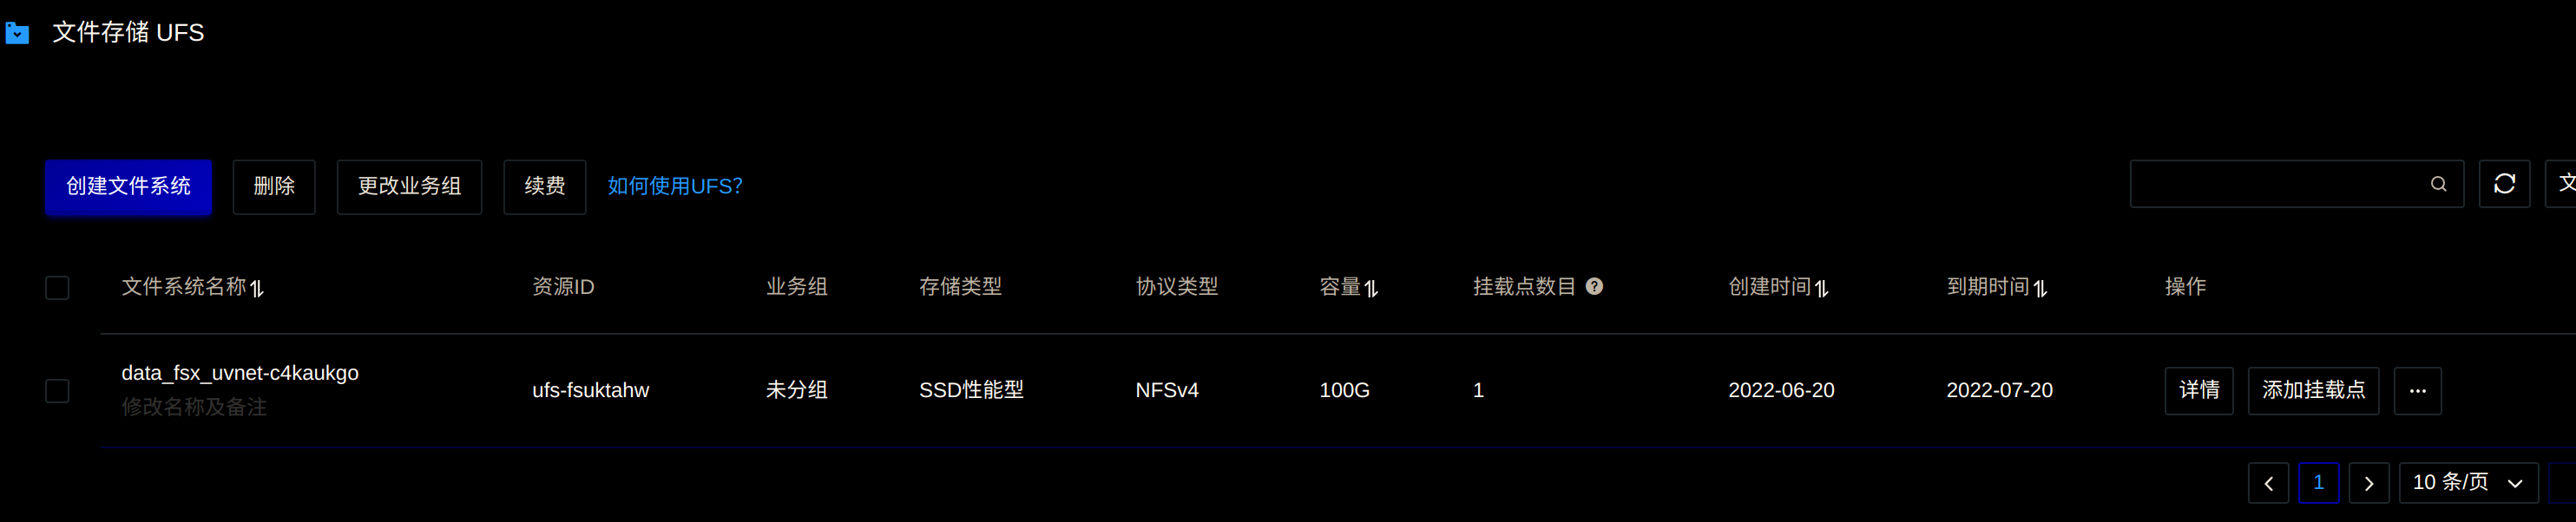 文件存储 UFS
创建文件系统 删除 更改业务组 续费 如何使用UFS? 文
文件系统名称 资源ID 业务组 存储类型 协议类型 容量 挂载点数目 创建时间 到期时间 操作
data_fsx_uvnet-c4kaukgo
修改名称及备注
ufs-fsuktahw 未分组 SSD性能型 NFSv4 100G 1 2022-06-20 2022-07-20 详情 添加挂载点 ···
1 10 条/页